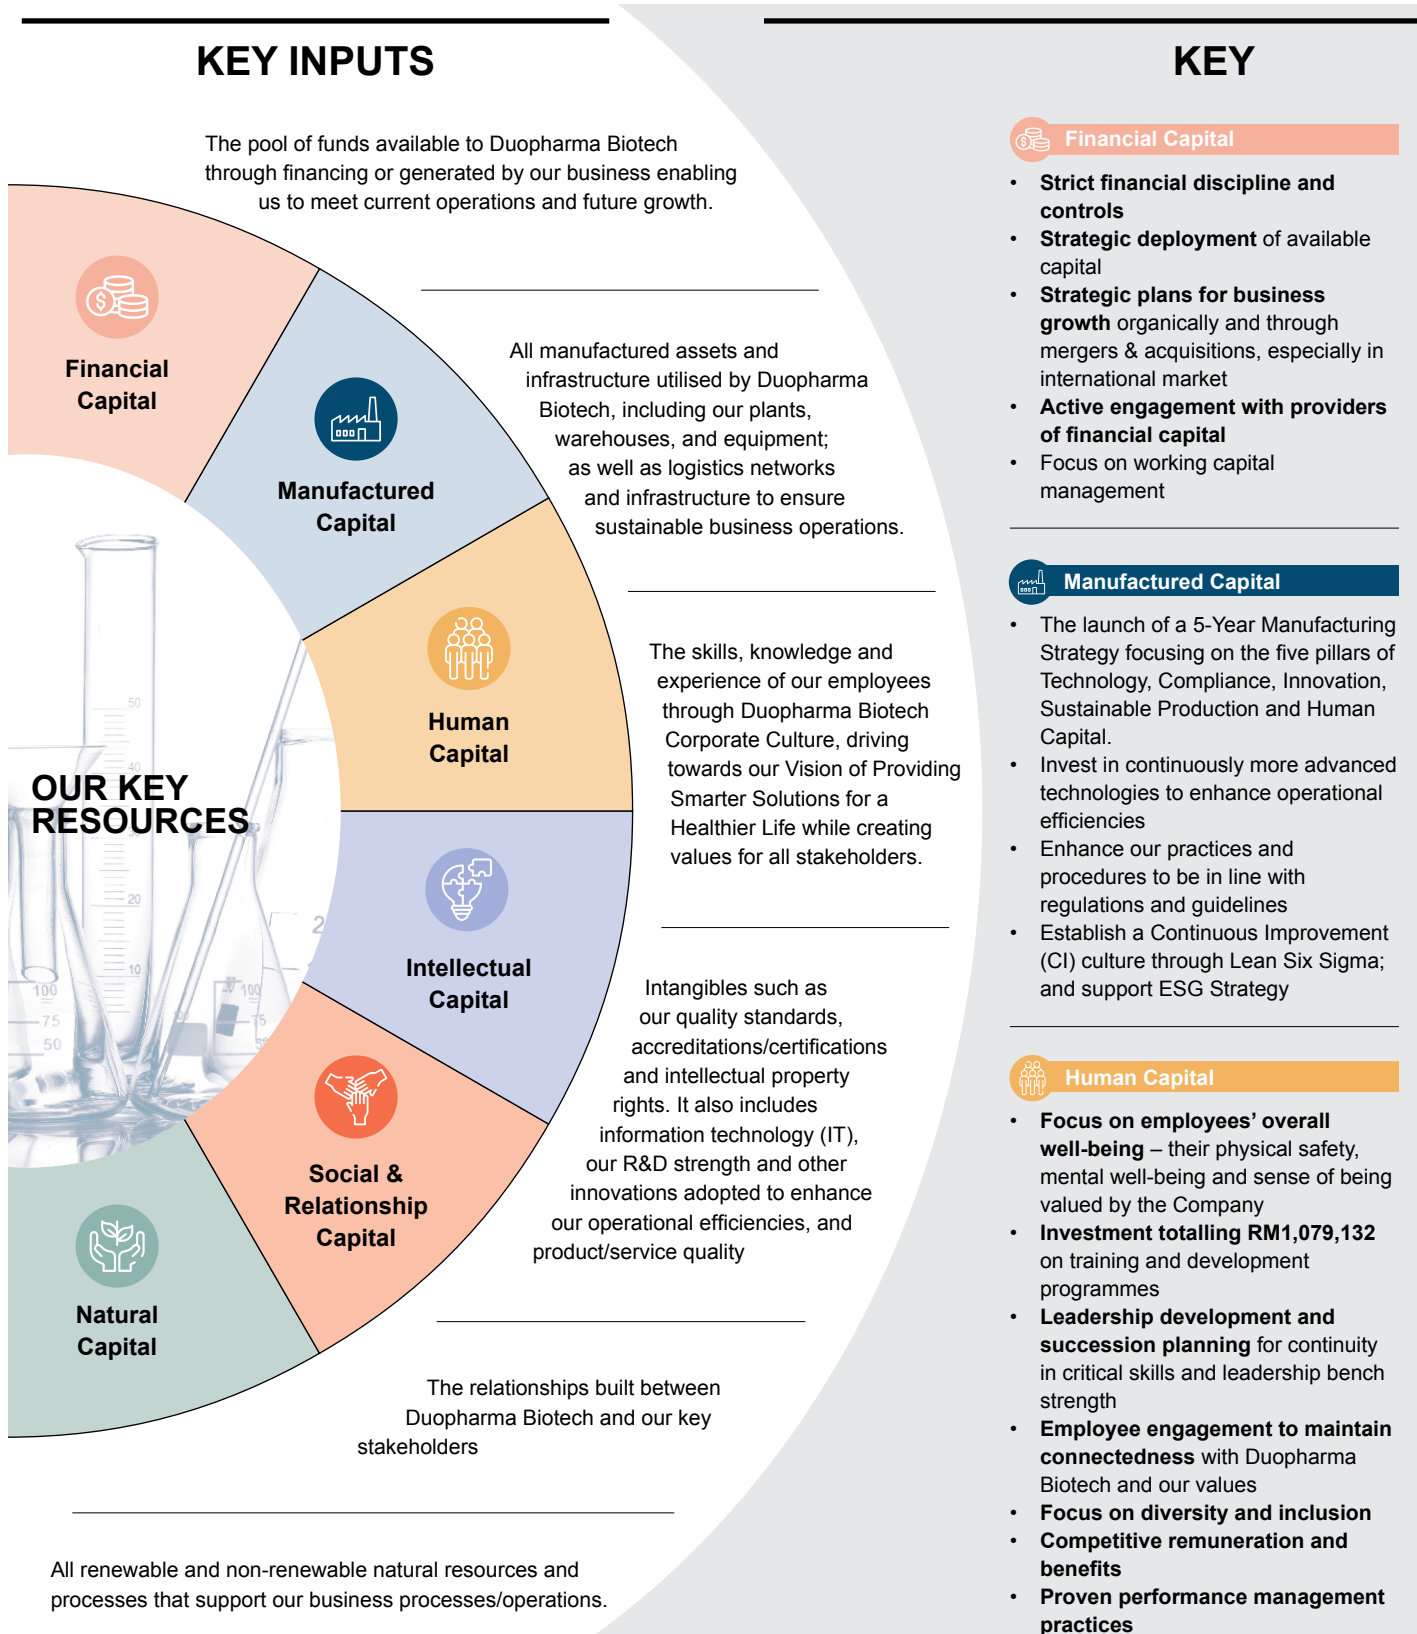 KEY INPUTS
The pool of funds available to Duopharma Biotech
through financing or generated by our business enabling
us to meet current operations and future growth.
Financial
Capital
All manufactured assets and
infrastructure utilised by Duopharma
Biotech, including our plants,
warehouses, and equipment;
as well as logistics networks
and infrastructure to ensure
sustainable business operations.
Manufactured
Capital
The skills, knowledge and
experience of our employees
through Duopharma Biotech
Corporate Culture, driving
towards our Vision of Providing
Smarter Solutions for a
Healthier Life while creating
values for all stakeholders.
Human
Capital
OUR KEY
RESOURCES
50
40
30
20
10
2
100
75
50
100
75
Intellectual
Capital
Intangibles such as
our quality standards,
accreditations/certifications
and intellectual property
rights. It also includes
information technology (IT),
our R&D strength and other
innovations adopted to enhance
our operational efficiencies, and
product/service quality
Social &
Relationship
Capital
The relationships built between
Duopharma Biotech and our key
stakeholders
Natural
Capital
All renewable and non-renewable natural resources and
processes that support our business processes/operations.
KEY
Financial Capital
• Strict financial discipline and
controls
• Strategic deployment of available
capital
• Strategic plans for business
growth organically and through
mergers & acquisitions, especially in
international market
• Active engagement with providers
of financial capital
• Focus on working capital
management
Manufactured Capital
• The launch of a 5-Year Manufacturing
Strategy focusing on the five pillars of
Technology, Compliance, Innovation,
Sustainable Production and Human
Capital.
• Invest in continuously more advanced
technologies to enhance operational
efficiencies
• Enhance our practices and
procedures to be in line with
regulations and guidelines
• Establish a Continuous Improvement
(CI) culture through Lean Six Sigma;
and support ESG Strategy
Human Capital
• Focus on employees’ overall
well-being – their physical safety,
mental well-being and sense of being
valued by the Company
• Investment totalling RM1,079,132
on training and development
programmes
• Leadership development and
succession planning for continuity
in critical skills and leadership bench
strength
• Employee engagement to maintain
connectedness with Duopharma
Biotech and our values
• Focus on diversity and inclusion
• Competitive remuneration and
benefits
• Proven performance management
practices